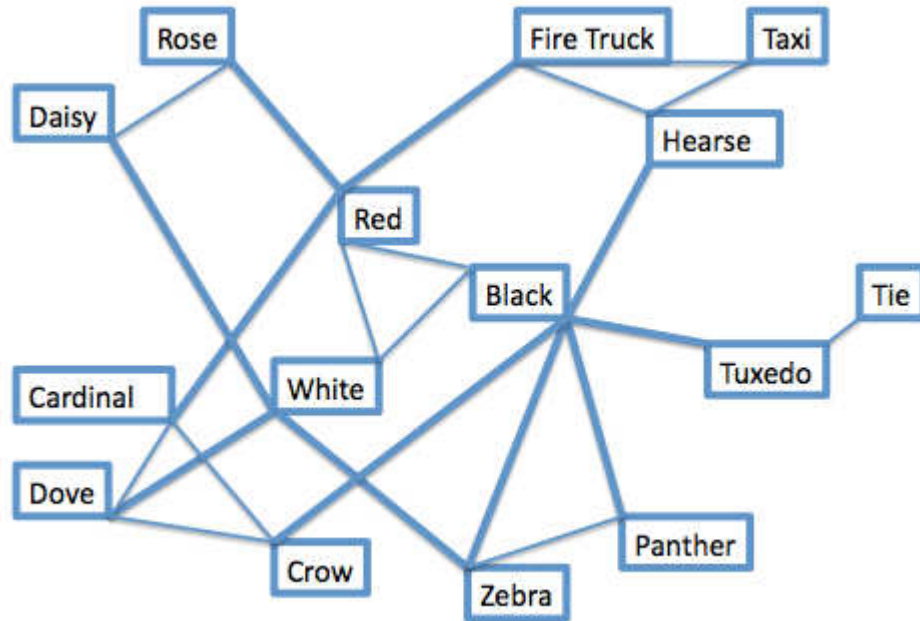 Rose
Fire Truck
Taxi
Daisy
Hearse
Red
Black
Tie
Tuxedo
Cardinal
White
Dove
Crow
Panther
Zebra